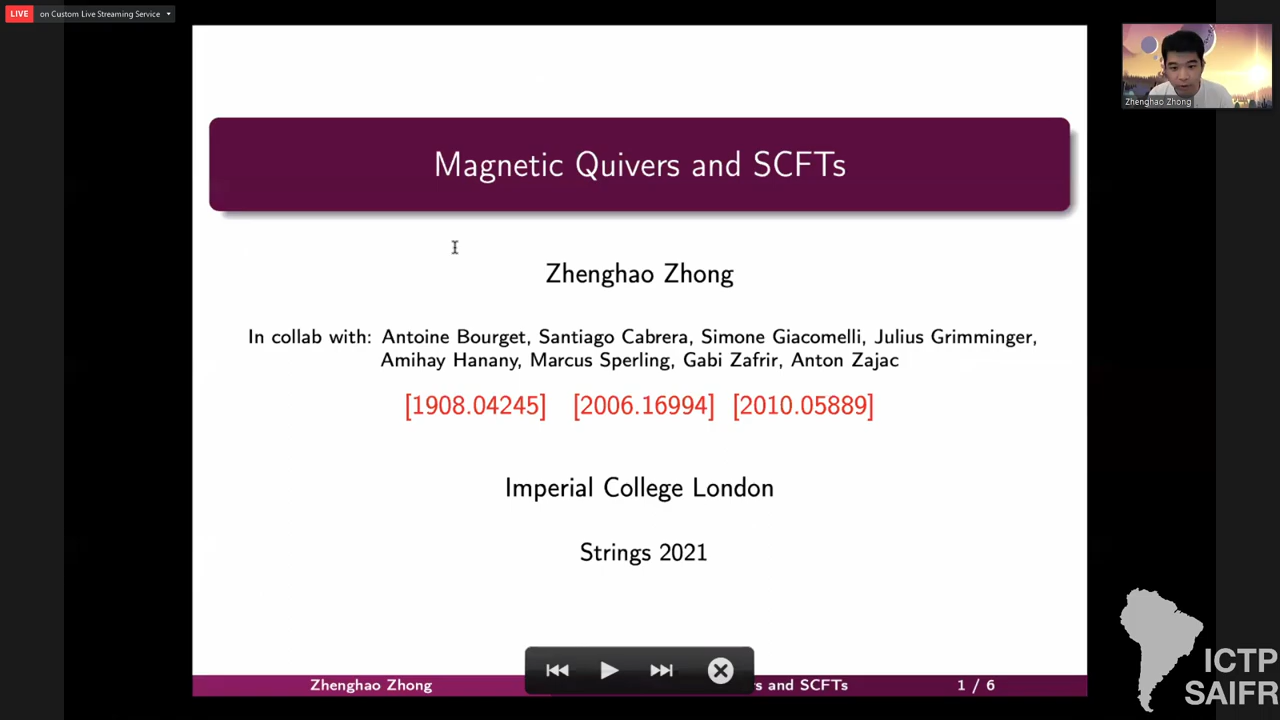 LIVE on Custom Live Streaming Service
Zhenghao Zhong
Magnetic Quivers and SCFTs
Zhenghao Zhong
In collab with: Antoine Bourget, Santiago Cabrera, Simone Giacomelli, Julius Grimminger,
Amihay Hanany, Marcus Sperling, Gabi Zafrir, Anton Zajac
[1908.04245] [2006.16994] [2010.05889]
Imperial College London
Strings 2021
Zhenghao Zhong and SCFTs 1 / 6
ICTP
SAIFR